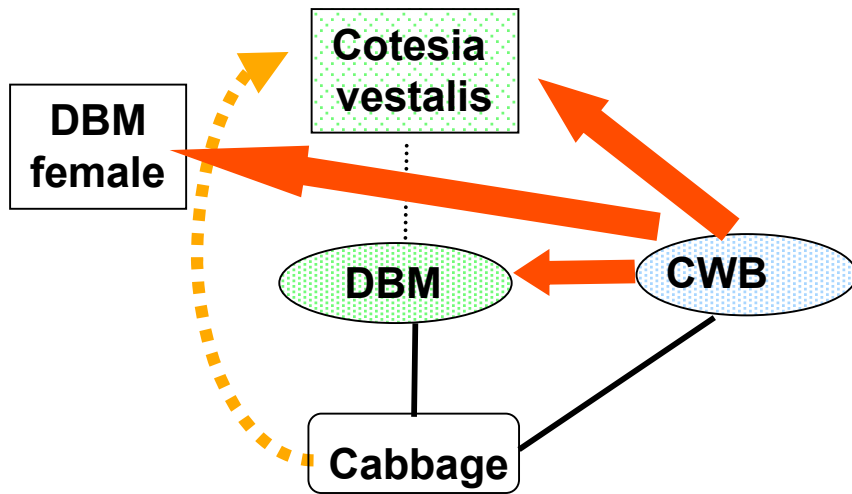 Cotesia
vestalis
DBM
female
DBM
CWB
Cabbage